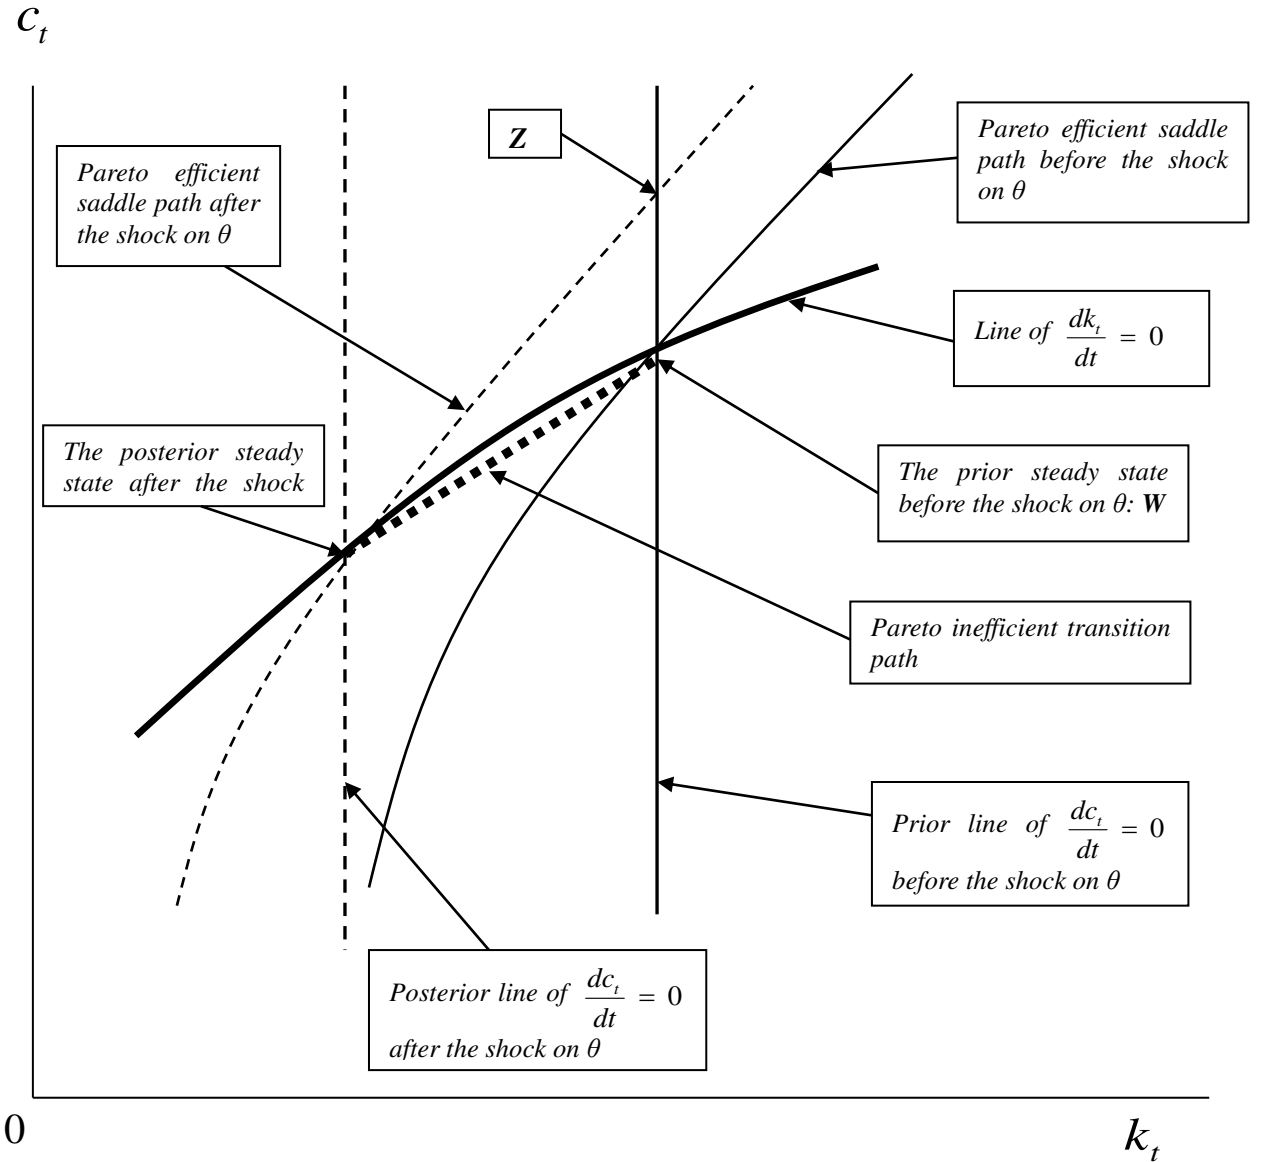 c_t
Z
Pareto efficient saddle
path before the shock
on θ
Pareto efficient
saddle path after
the shock on θ
Line of dk_t/dt = 0
The posterior steady
state after the shock
The prior steady state
before the shock on θ: W
Pareto inefficient transition
path
Prior line of dc_t/dt = 0
before the shock on θ
Posterior line of dc_t/dt = 0
after the shock on θ
0
k_t